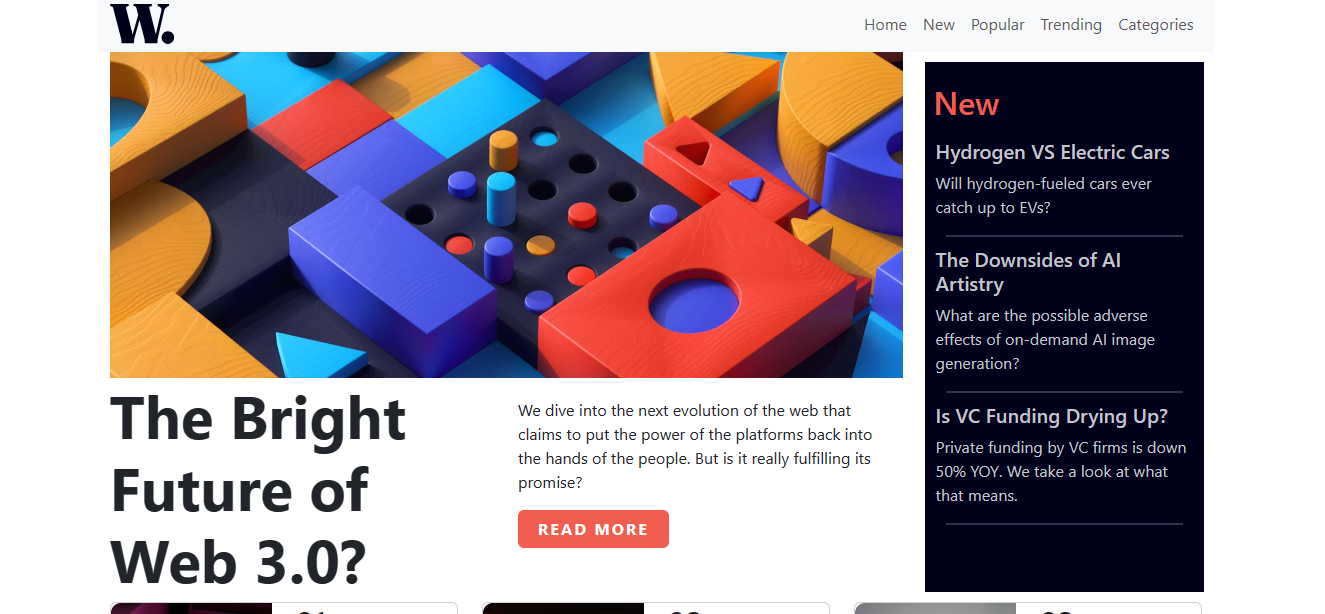 W.
Home New Popular Trending Categories
New
Hydrogen VS Electric Cars
Will hydrogen-fueled cars ever
catch up to EVs?
The Downsides of AI
Artistry
What are the possible adverse
effects of on-demand AI image
generation?
Is VC Funding Drying Up?
Private funding by VC firms is down
50% YOY. We take a look at what
that means.
The Bright
Future of
Web 3.0?
We dive into the next evolution of the web that
claims to put the power of the platforms back into
the hands of the people. But is it really fulfilling its
promise?
READ MORE